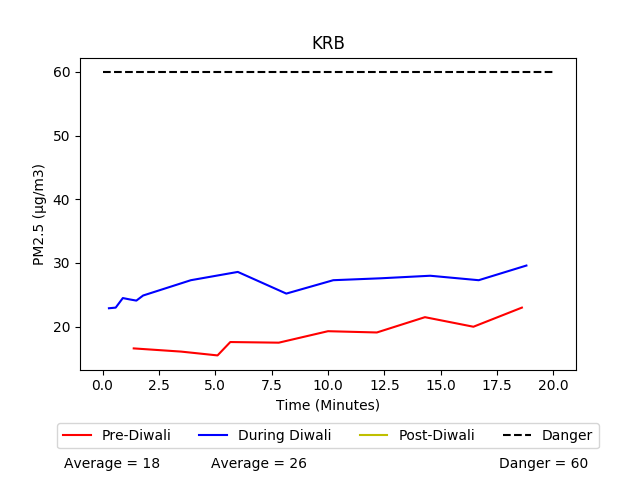 KRB
60
50
40
30
20
PM2.5 (µg/m3)
0.0 2.5 5.0 7.5 10.0 12.5 15.0 17.5 20.0
Time (Minutes)
Pre-Diwali During Diwali Post-Diwali Danger
Average = 18 Average = 26 Danger = 60